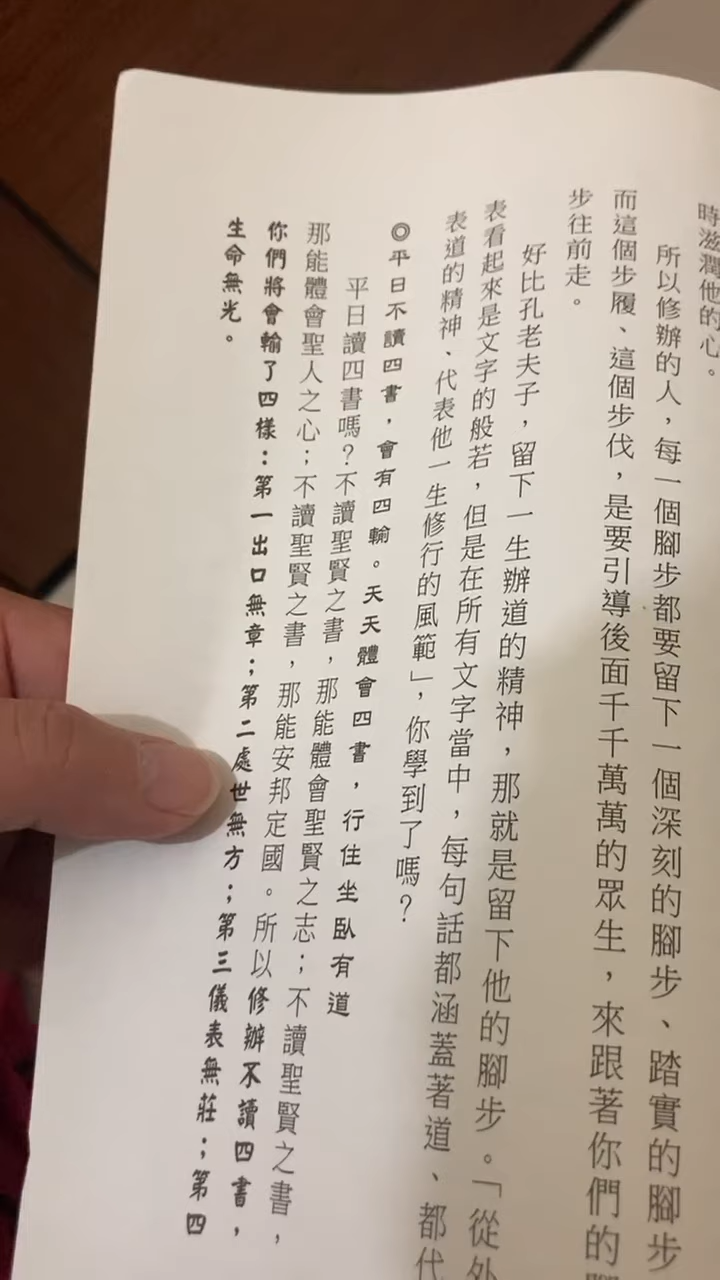 時滋潤他的心。
所以修辦的人，每一個腳步都要留下一個深刻的腳步、踏實的腳步
而這個步履、這個步伐，是要引導後面千千萬萬的眾生，來跟著你們的
步往前走。
好比孔老夫子，留下一生辦道的精神，那就是留下他的腳步。「從外
表看起來是文字的般若，但是在所有文字當中，每句話都涵蓋著道、都代
表道的精神、代表他一生修行的風範」，你學到了嗎？
◎平日不讀四書，會有四輸。天天體會四書，行住坐臥有道
平日讀四書嗎？不讀聖賢之書，那能體會聖賢之志；不讀聖賢之書，
那能體會聖人之心；不讀聖賢之書，那能安邦定國。所以修辦不讀四書，
你們將會輸了四樣：第一出口無章；第二處世無方；第三儀表無莊；第四
生命無光。